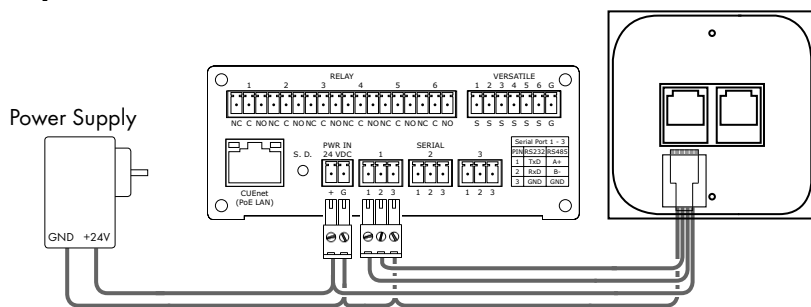 RELAY
1 2 3 4 5 6
NC C NO NC C NO NC C NO NC C NO NC C NO NC C NO
VERSATILE
1 2 3 4 5 6 G
S S S S S S G
Power Supply
GND +24V
CUEnet
(PoE LAN)
S. D.
PWR IN
24 VDC
+ G
SERIAL
1 2 3
1 2 3 1 2 3 1 2 3
Serial Port 1 - 3
PIN RS232 RS485
1 TxD A+
2 RxD B-
3 GND GND